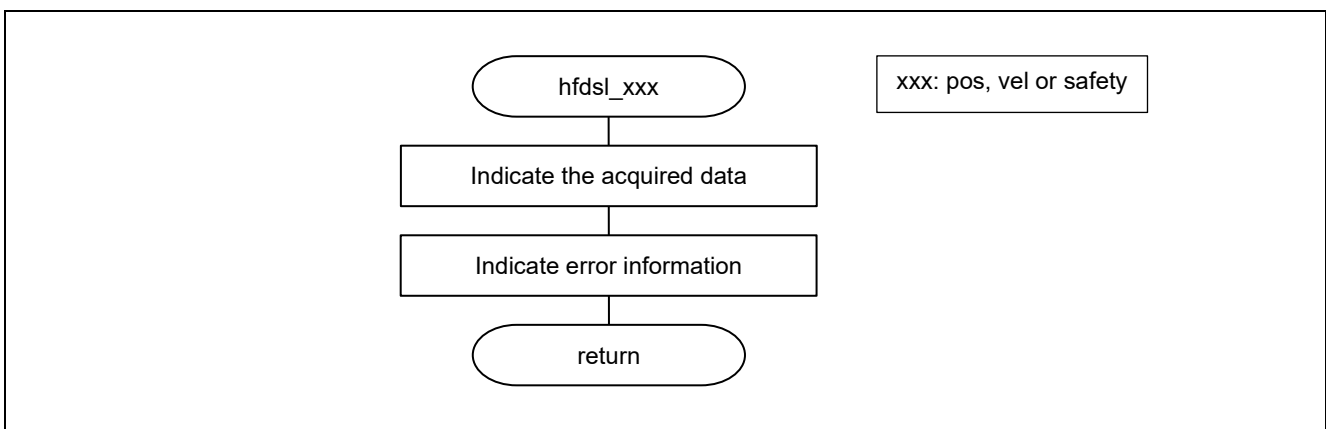 hfdsl_xxx
xxx: pos, vel or safety
Indicate the acquired data
Indicate error information
return